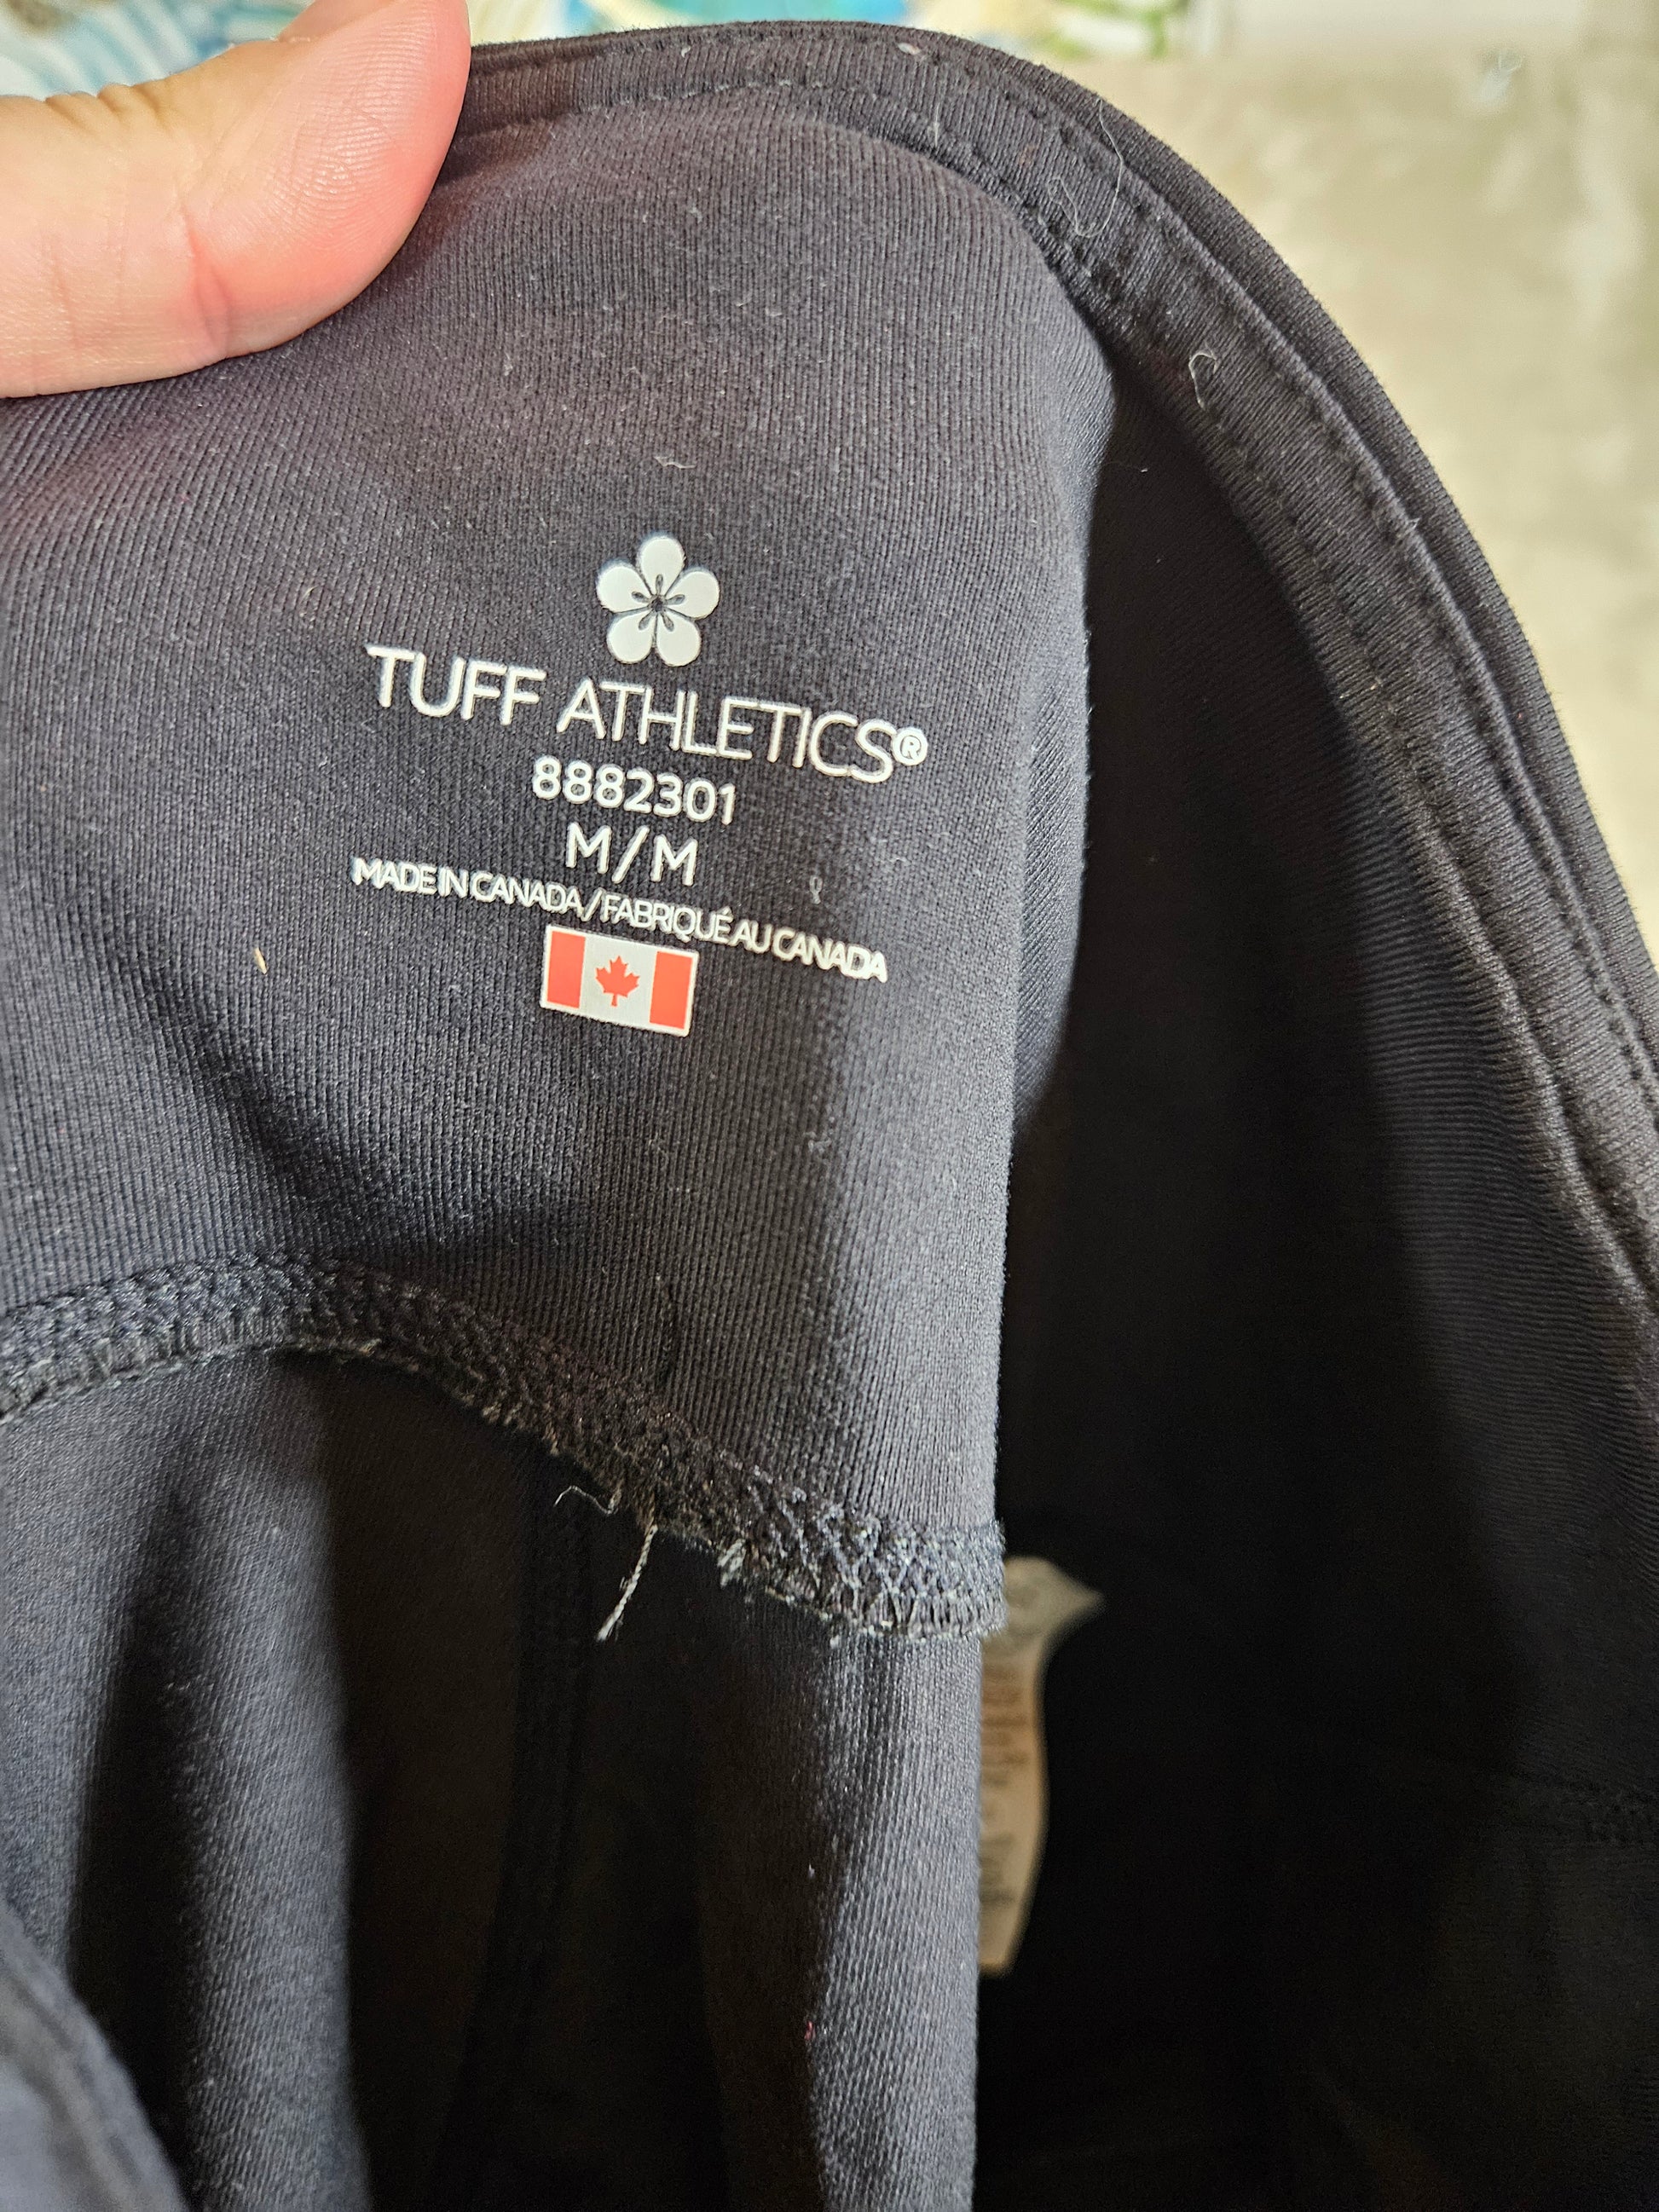 TUFF ATHLETICS®
8882301
M/M
MADE IN CANADA / FABRIQUÉ AU CANADA